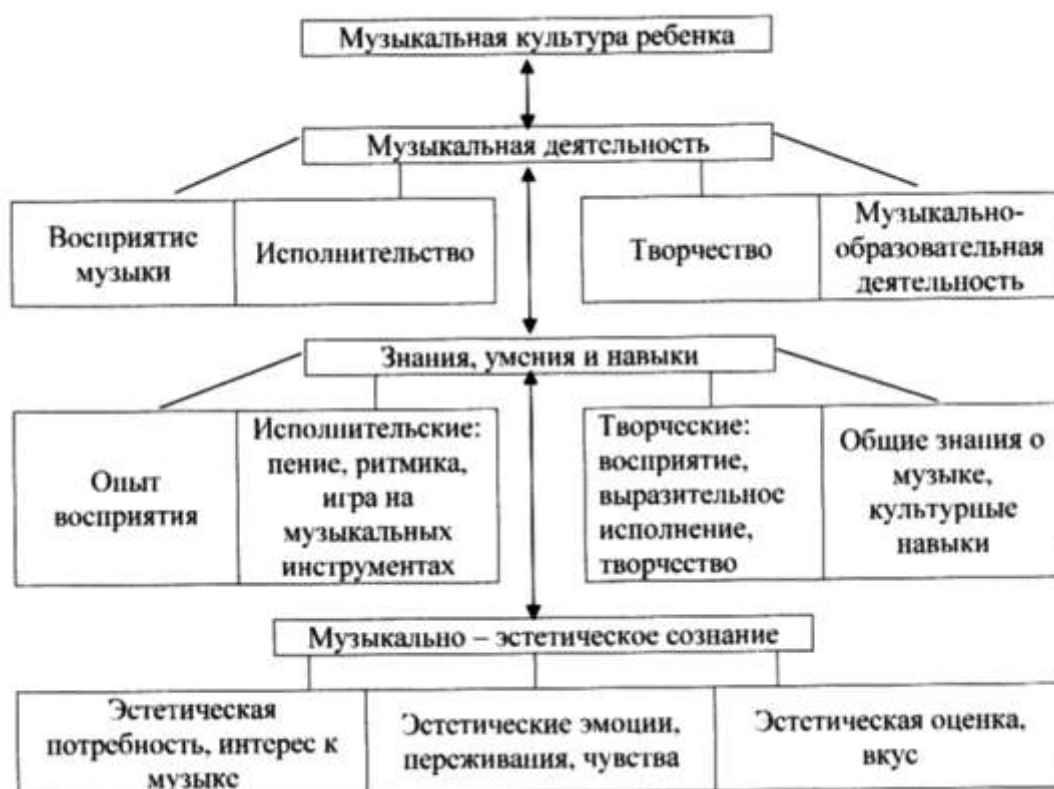 Музыкальная культура ребенка
Музыкальная деятельность
Восприятие
музыки
Исполнительство
Творчество
Музыкально-
образовательная
деятельность
Знания, умения и навыки
Опыт
восприятия
Исполнительские:
пение, ритмика,
игра на
музыкальных
инструментах
Творческие:
восприятие,
выразительное
исполнение,
творчество
Общие знания о
музыке,
культурные
навыки
Музыкально – эстетическое сознание
Эстетическая
потребность, интерес к
музыке
Эстетические эмоции,
переживания, чувства
Эстетическая оценка,
вкус